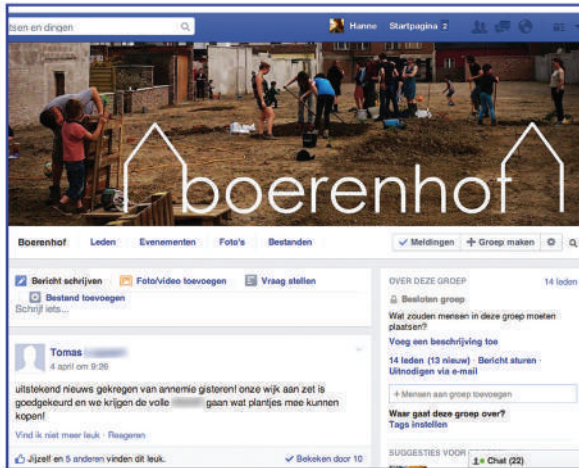 tsen en dingen
Hanne Startpagina 2
boerenhof
Boerenhof Leden Evenementen Foto's Bestanden
Meldingen + Groep maken
Bericht schrijven Foto/video toevoegen Vraag stellen
Bestand toevoegen
Schrijf iets...
Tomas
4 april om 9:26
uitstekend nieuws gekregen van annemie gisteren! onze wijk aan zet is
goedgekeurd en we krijgen de volle gaan wat plantjes mee kunnen
kopen!
Vind ik niet meer leuk · Reageren
Jijzelf en 5 anderen vinden dit leuk. Bekeken door 10
OVER DEZE GROEP 14 leden
Besloten groep
Wat zouden mensen in deze groep moeten
plaatsen?
Voeg een beschrijving toe
14 leden (13 nieuw) · Bericht sturen ·
Uitnodigen via e-mail
+ Mensen aan groep toevoegen
Waar gaat deze groep over?
Tags instellen
SUGGESTIES VOOR
Chat (22)